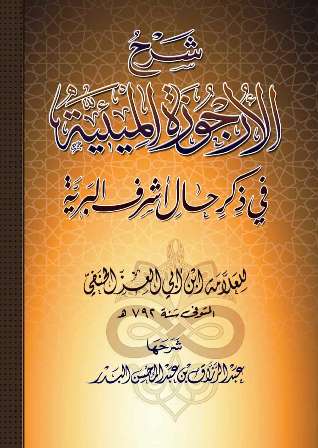 شرح
الأرجوزة الميئية
في ذكر حال أشرف البرية
للعلامة ابن أبي العز الحنفي
المتوفى سنة ٧٩٢ هـ
شرحها
عبد الرزاق بن عبد المحسن البدر